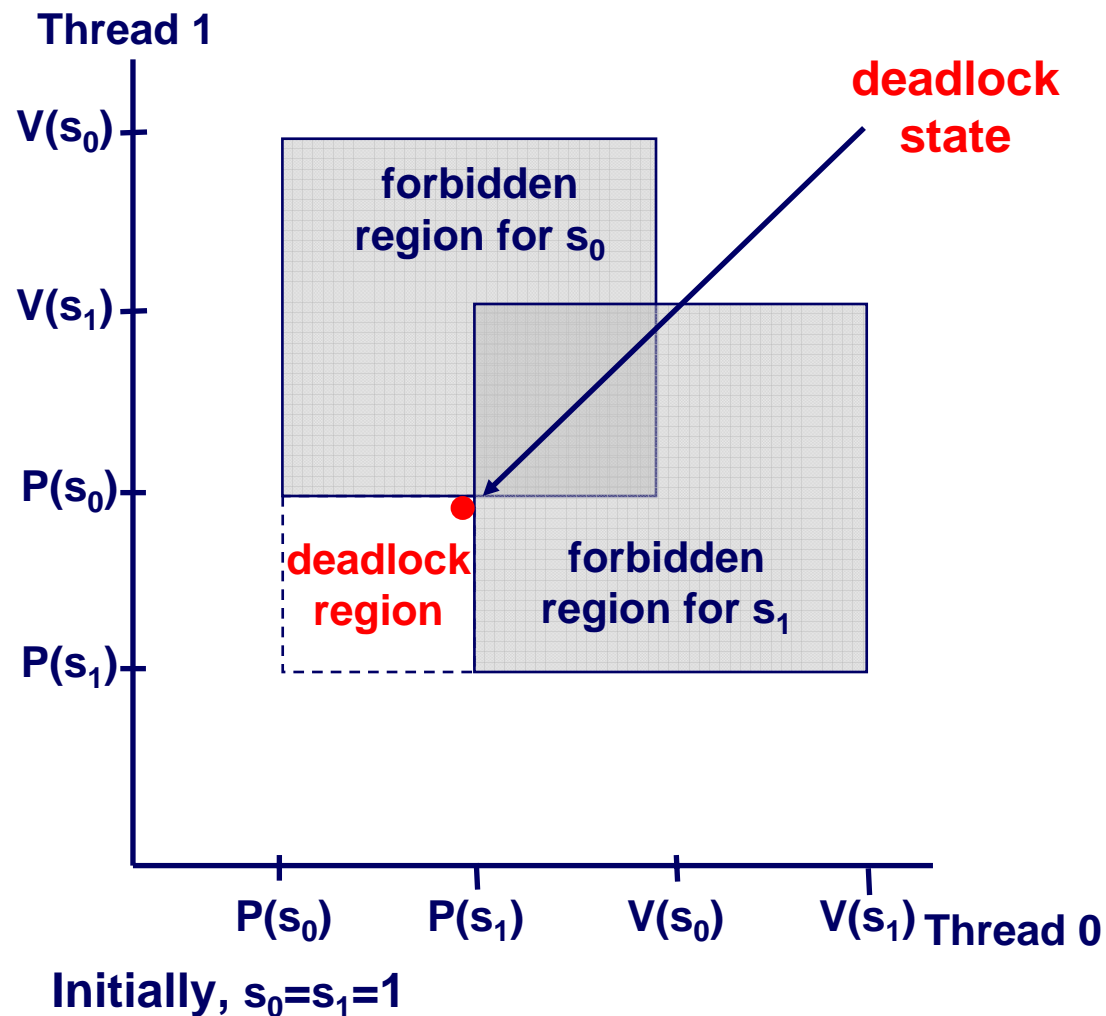 Thread 1
deadlock
state
V(s₀)
forbidden
region for s₀
V(s₁)
P(s₀)
deadlock
region
forbidden
region for s₁
P(s₁)
P(s₀) P(s₁) V(s₀) V(s₁) Thread 0
Initially, s₀=s₁=1